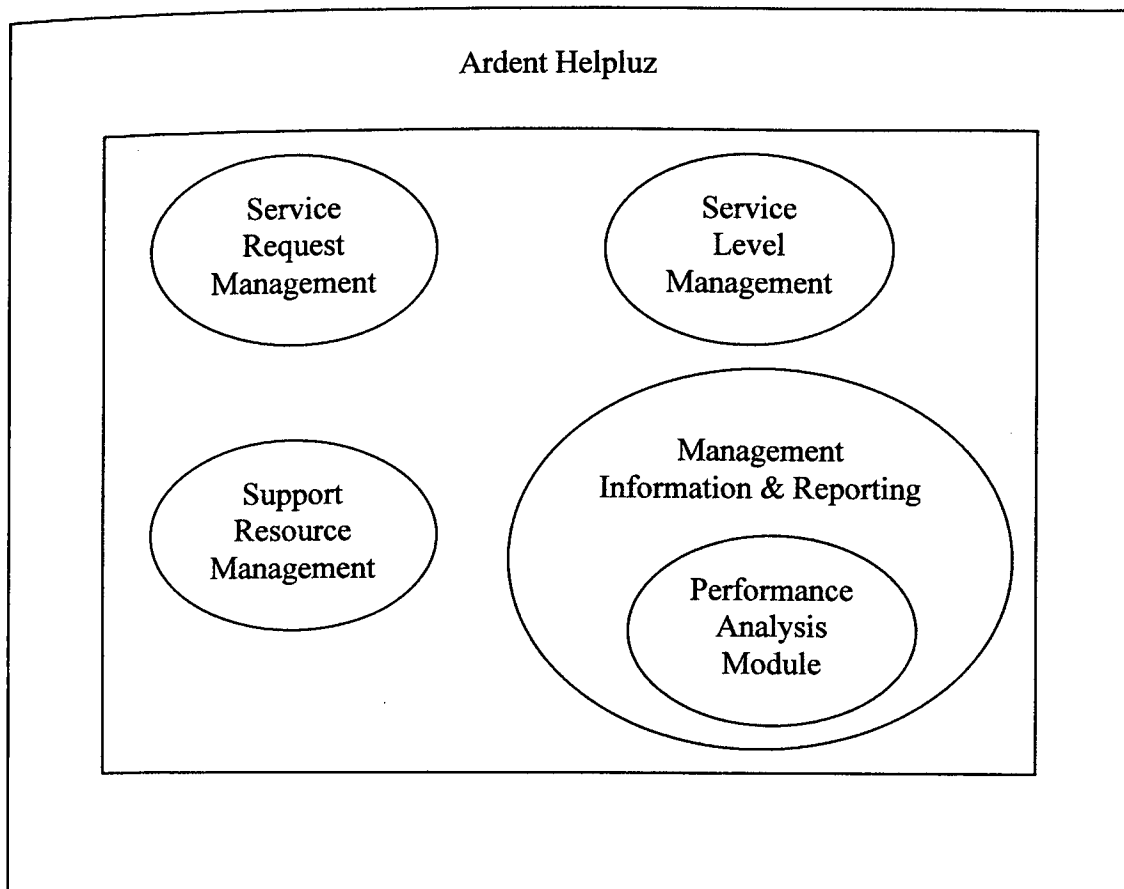 Ardent Helpluz
Service
Request
Management
Service
Level
Management
Support
Resource
Management
Management
Information & Reporting
Performance
Analysis
Module